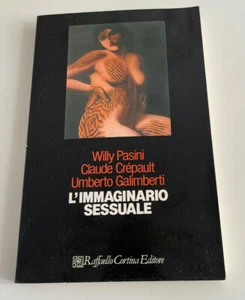 Willy Pasini
Claude Crépault
Umberto Galimberti
L'IMMAGINARIO
SESSUALE
Raffaello Cortina Editore